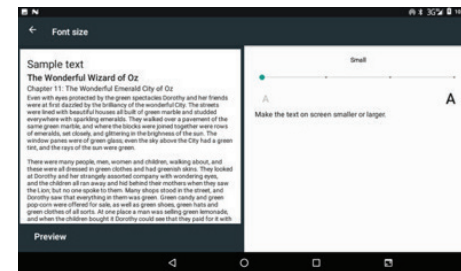 Font size
Sample text
The Wonderful Wizard of Oz
Chapter 11: The Wonderful Emerald City of Oz
Even with eyes protected by the green spectacles Dorothy and her friends
were at first dazzled by the brilliancy of the wonderful City. The streets
were lined with beautiful houses all built of green marble and studded
everywhere with sparkling emeralds. They walked over a pavement of the
same green marble, and where the blocks were joined together were rows
of emeralds, set closely, and glittering in the brightness of the sun. The
window panes were of green glass; even the sky above the City had a green
tint, and the rays of the sun were green.
There were many people, men, women and children, walking about, and
these were all dressed in green clothes and had greenish skins. They looked
at Dorothy and her strangely assorted company with wondering eyes,
and the children all ran away and hid behind their mothers when they saw
the Lion; but no one spoke to them. Many shops stood in the street, and
Dorothy saw that everything in them was green. Green candy and green
pop-corn were offered for sale, as well as green shoes, green hats and
green clothes of all sorts. At one place a man was selling green lemonade,
and when the children bought it Dorothy could see that they paid for it with
Preview
Small
A
A
Make the text on screen smaller or larger.